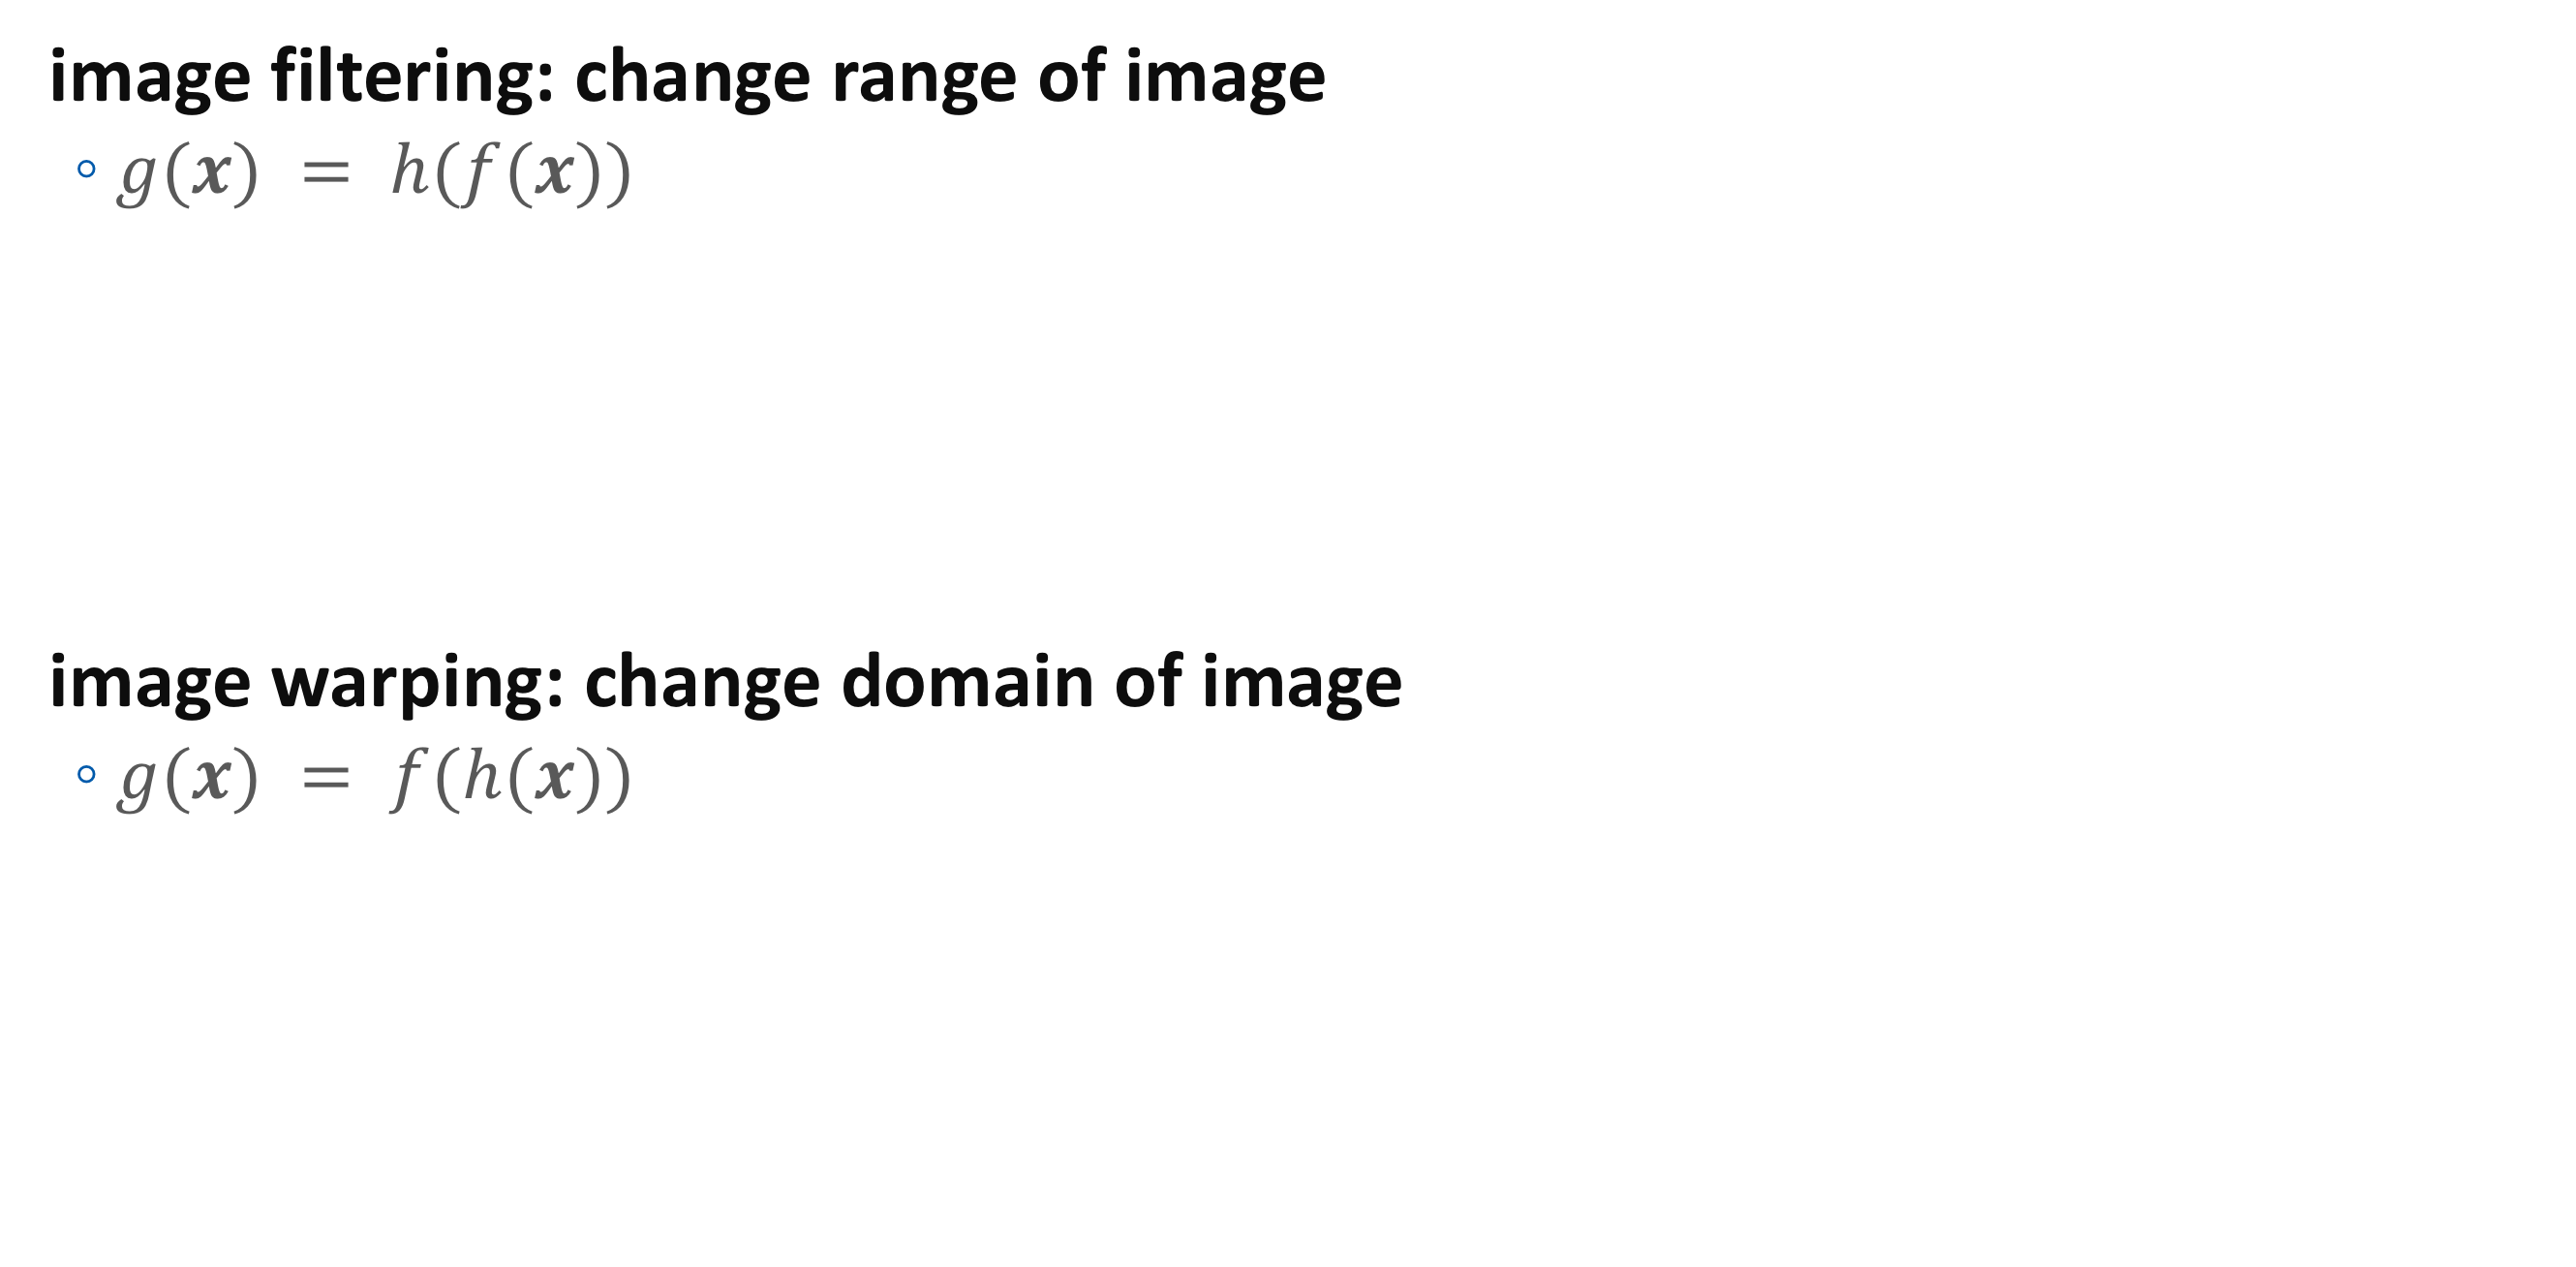 image filtering: change range of image
∘ g(x) = h(f(x))
image warping: change domain of image
∘ g(x) = f(h(x))